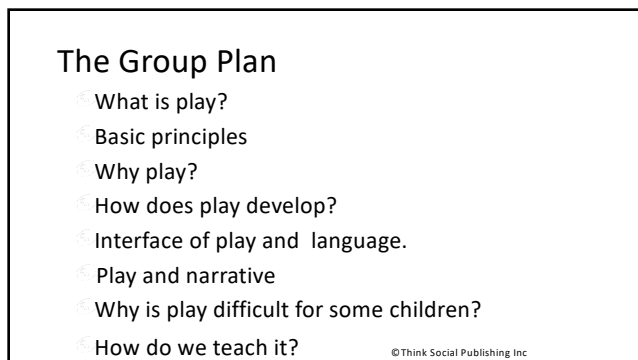 The Group Plan
What is play?
Basic principles
Why play?
How does play develop?
Interface of play and language.
Play and narrative
Why is play difficult for some children?
How do we teach it?
©Think Social Publishing Inc